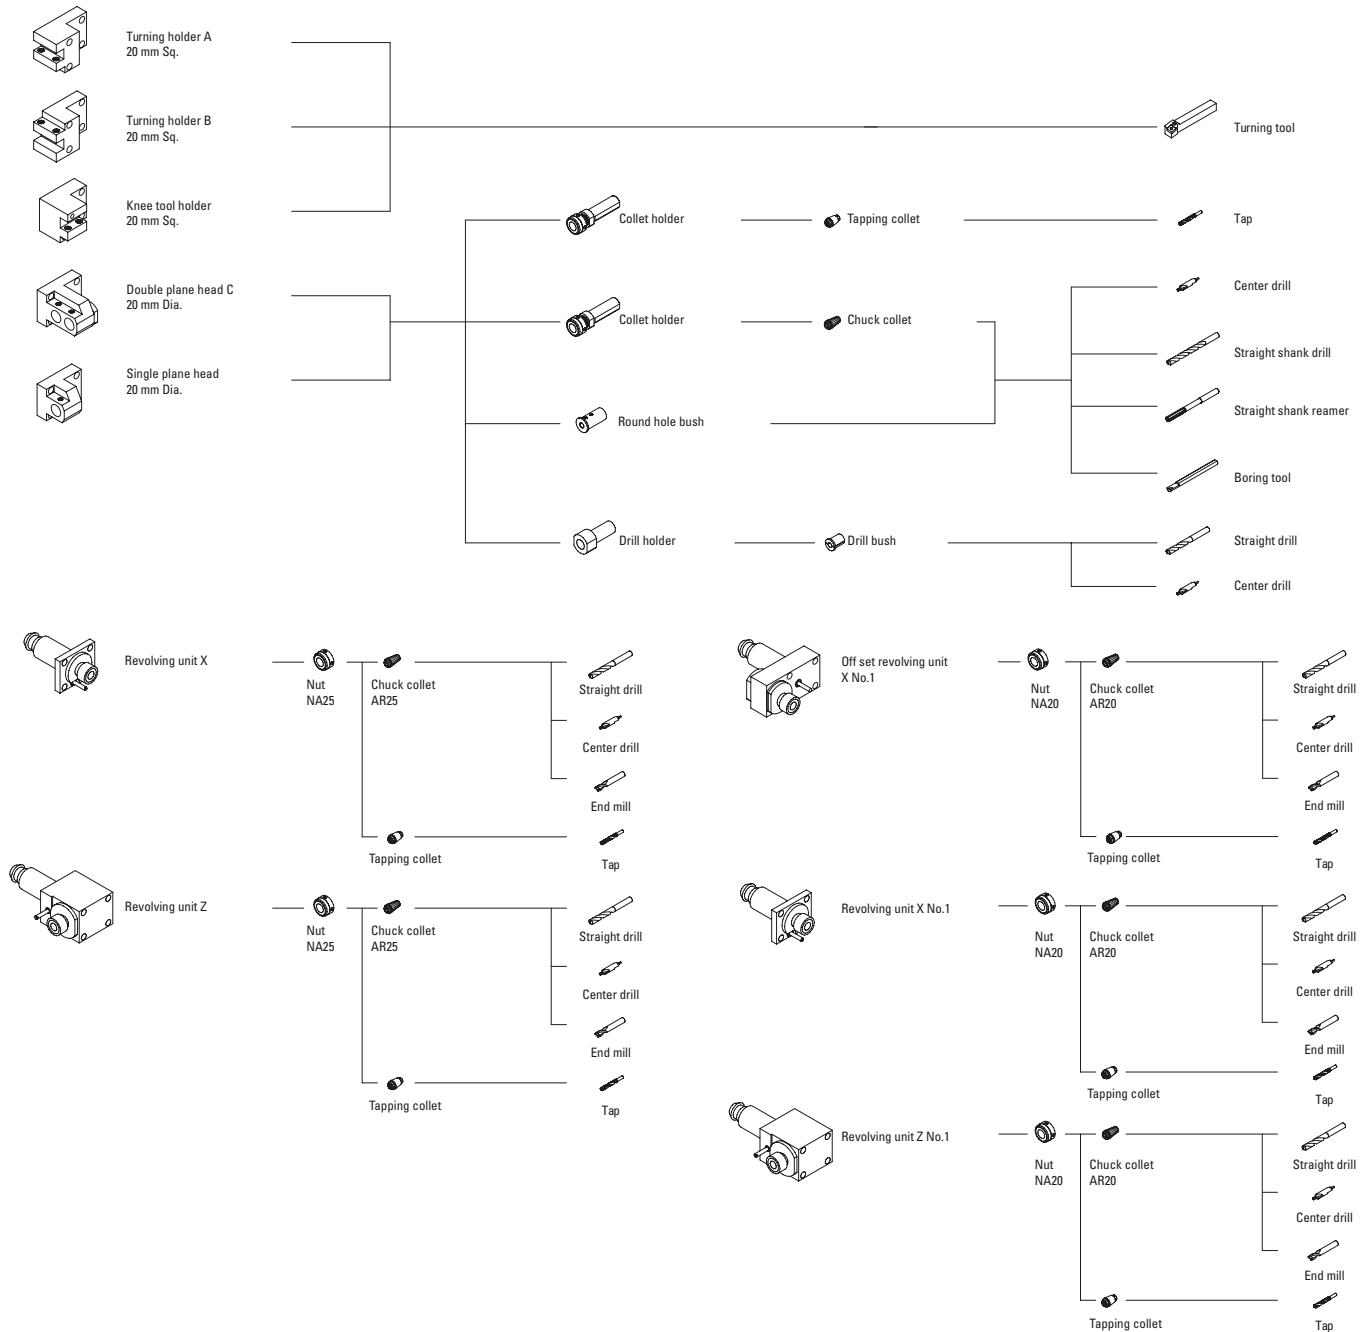 Turning holder A
20 mm Sq.
Turning holder B
20 mm Sq.
Turning tool
Knee tool holder
20 mm Sq.
Collet holder
Tapping collet
Tap
Double plane head C
20 mm Dia.
Center drill
Collet holder
Chuck collet
Straight shank drill
Single plane head
20 mm Dia.
Straight shank reamer
Round hole bush
Boring tool
Drill holder
Drill bush
Straight drill
Center drill
Revolving unit X
Nut
NA25
Chuck collet
AR25
Straight drill
Center drill
End mill
Tapping collet
Tap
Revolving unit Z
Nut
NA25
Chuck collet
AR25
Straight drill
Center drill
End mill
Tapping collet
Tap
Off set revolving unit
X No.1
Nut
NA20
Chuck collet
AR20
Straight drill
Center drill
End mill
Tapping collet
Tap
Revolving unit X No.1
Nut
NA20
Chuck collet
AR20
Straight drill
Center drill
End mill
Tapping collet
Tap
Revolving unit Z No.1
Nut
NA20
Chuck collet
AR20
Straight drill
Center drill
End mill
Tapping collet
Tap